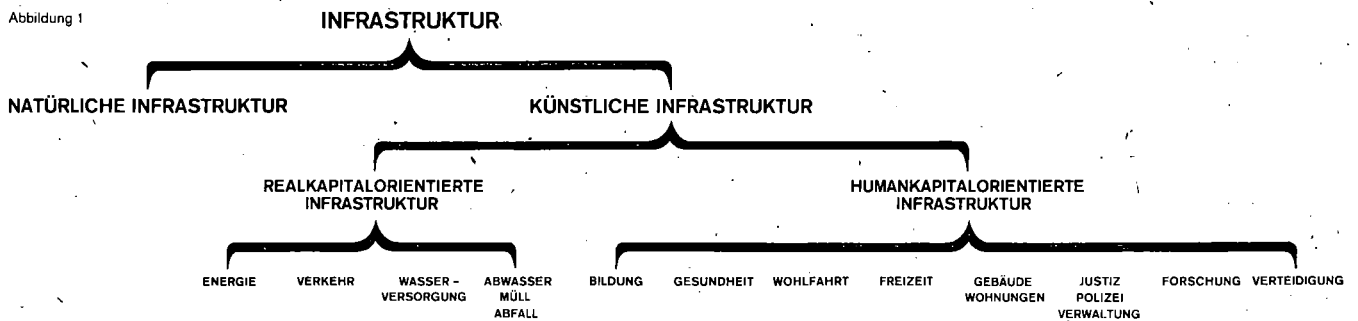 Abbildung 1
INFRASTRUKTUR
NATÜRLICHE INFRASTRUKTUR
KÜNSTLICHE INFRASTRUKTUR
REALKAPITALORIENTIERTE
INFRASTRUKTUR
HUMANKAPITALORIENTIERTE
INFRASTRUKTUR
ENERGIE
VERKEHR
WASSER -
VERSORGUNG
ABWASSER
MÜLL
ABFALL
BILDUNG
GESUNDHEIT
WOHLFAHRT
FREIZEIT
GEBÄUDE
WOHNUNGEN
JUSTIZ
POLIZEI
VERWALTUNG
FORSCHUNG
VERTEIDIGUNG